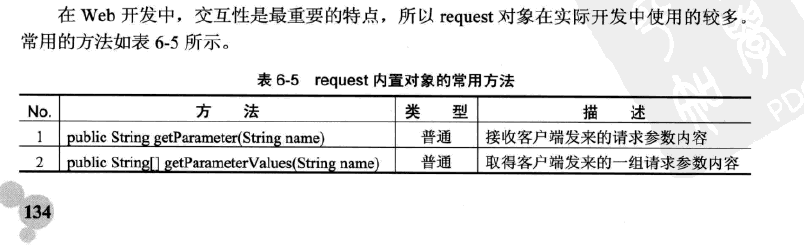 在 Web 开发中，交互性是最重要的特点，所以 request 对象在实际开发中使用的较多。
常用的方法如表 6-5 所示。
表 6-5 request 内置对象的常用方法
No. 方 法 类 型 描 述
1 public String getParameter(String name) 普通 接收客户端发来的请求参数内容
2 public String[] getParameterValues(String name) 普通 取得客户端发来的一组请求参数内容
134